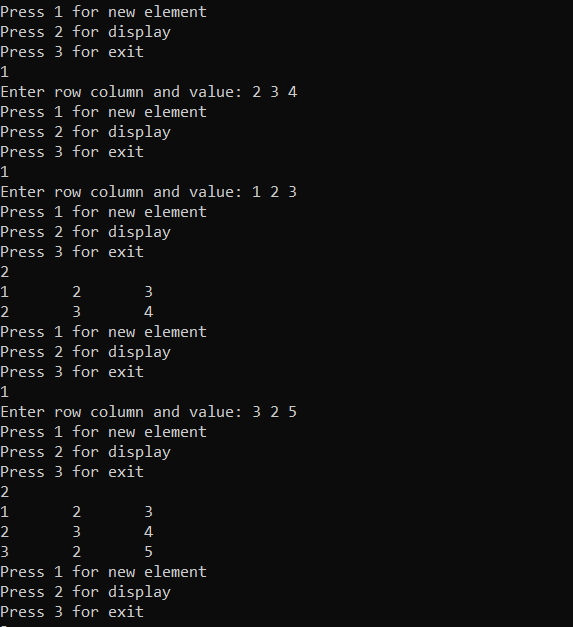 Press 1 for new element
Press 2 for display
Press 3 for exit
1
Enter row column and value: 2 3 4
Press 1 for new element
Press 2 for display
Press 3 for exit
1
Enter row column and value: 1 2 3
Press 1 for new element
Press 2 for display
Press 3 for exit
2
1 2 3
2 3 4
Press 1 for new element
Press 2 for display
Press 3 for exit
1
Enter row column and value: 3 2 5
Press 1 for new element
Press 2 for display
Press 3 for exit
2
1 2 3
2 3 4
3 2 5
Press 1 for new element
Press 2 for display
Press 3 for exit